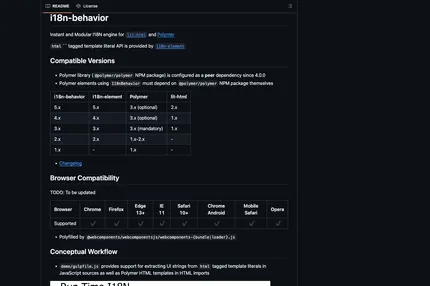 README
License
i18n-behavior
Instant and Modular I18N engine for lit-html and Polymer
html``tagged template literal API is provided by i18n-element
Compatible Versions
Polymer library (@polymer/polymer NPM package) is configured as a peer dependency since 4.0.0
Polymer elements using i18nBehavior must depend on @polymer/polymer NPM package themselves
i18n-behavior i18n-element Polymer lit-html
5.x 5.x 3.x (optional) 2.x
4.x 4.x 3.x (optional) 1.x
3.x 3.x 3.x (mandatory) 1.x
2.x 2.x 1.x-2.x -
1.x - 1.x -
Changelog
Browser Compatibility
TODO: To be updated
Browser Chrome Firefox Edge 13+ IE 11 Safari 10+ Chrome Android Mobile Safari Opera
Supported ✔ ✔ ✔ ✔ ✔ ✔ ✔ ✔
Polyfilled by @webcomponents/webcomponentsjs/webcomponents-{bundle|loader}.js
Conceptual Workflow
demo/gulpfile.js provides support for extracting UI strings from html tagged template literals in
JavaScript sources as well as Polymer HTML templates in HTML imports
Run Time I18N